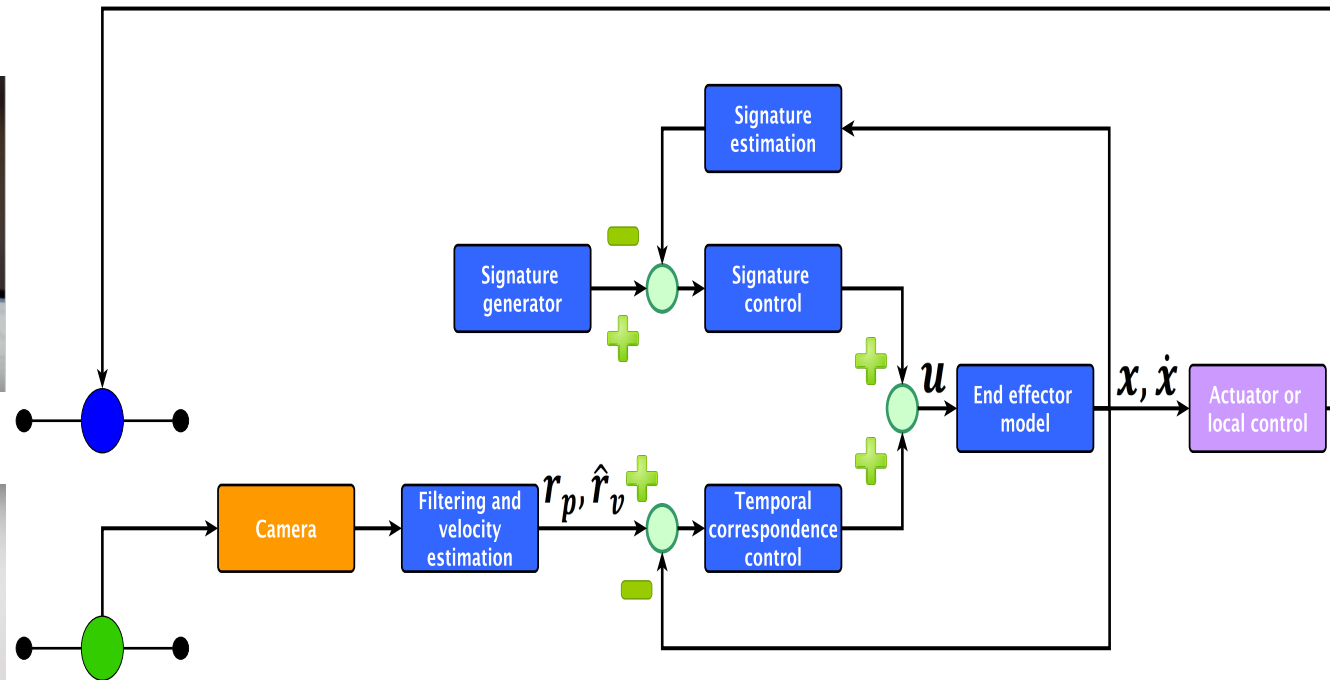 Signature
estimation
Signature
generator
Signature
control
u
End effector
model
x, ẋ
Actuator or
local control
Camera
Filtering and
velocity
estimation
r_p, r̂_v
Temporal
correspondence
control